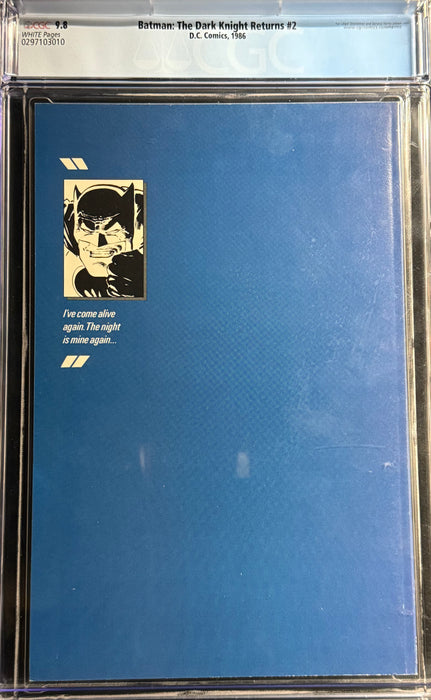 CGC 9.8
WHITE Pages
0297103010
Batman: The Dark Knight Returns #2
D.C. Comics, 1986
CGC
I've come alive
again. The night
is mine again...